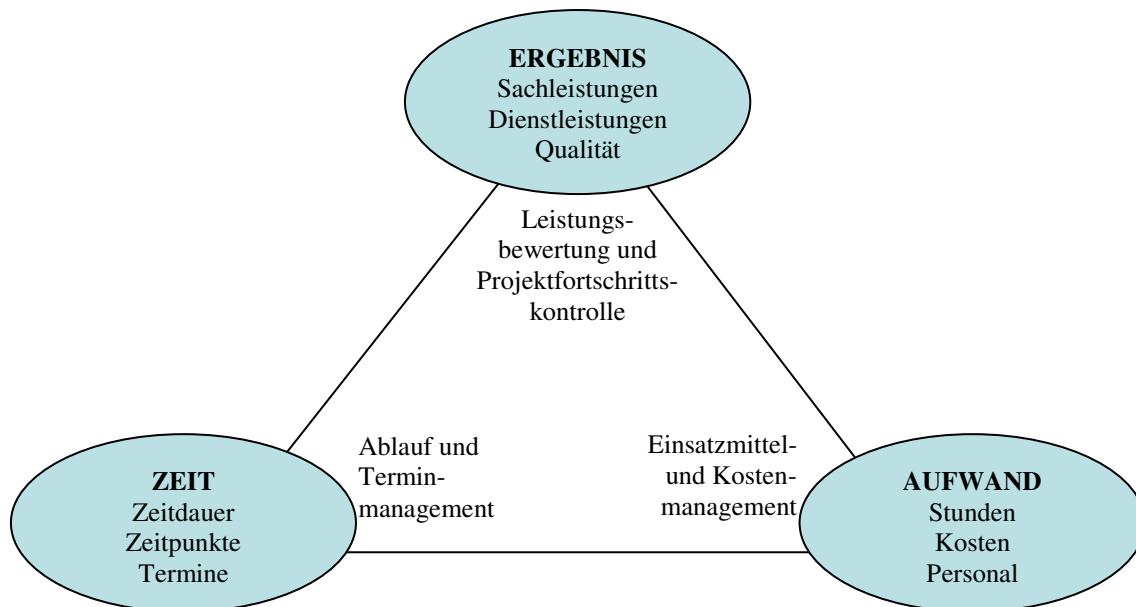 ERGEBNIS
Sachleistungen
Dienstleistungen
Qualität
Leistungs-
bewertung und
Projektfortschritts-
kontrolle
Ablauf und
Termin-
management
Einsatzmittel-
und Kosten-
management
ZEIT
Zeitdauer
Zeitpunkte
Termine
AUFWAND
Stunden
Kosten
Personal